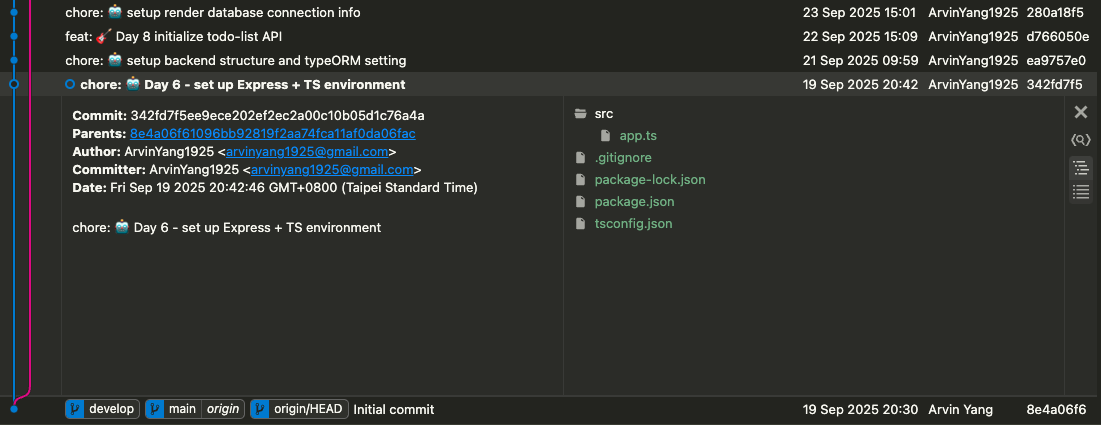 chore: 🤖 setup render database connection info 23 Sep 2025 15:01 ArvinYang1925 280a18f5
feat: 🎸 Day 8 initialize todo-list API 22 Sep 2025 15:09 ArvinYang1925 d766050e
chore: 🤖 setup backend structure and typeORM setting 21 Sep 2025 09:59 ArvinYang1925 ea9757e0
chore: 🤖 Day 6 - set up Express + TS environment 19 Sep 2025 20:42 ArvinYang1925 342fd7f5
Commit: 342fd7f5ee9ece202ef2ec2a00c10b05d1c76a4a
Parents: 8e4a06f61096bb92819f2aa74fca11af0da06fac
Author: ArvinYang1925 <arvinyang1925@gmail.com>
Committer: ArvinYang1925 <arvinyang1925@gmail.com>
Date: Fri Sep 19 2025 20:42:46 GMT+0800 (Taipei Standard Time)
chore: 🤖 Day 6 - set up Express + TS environment
src
app.ts
.gitignore
package-lock.json
package.json
tsconfig.json
develop main origin origin/HEAD Initial commit 19 Sep 2025 20:30 Arvin Yang 8e4a06f6